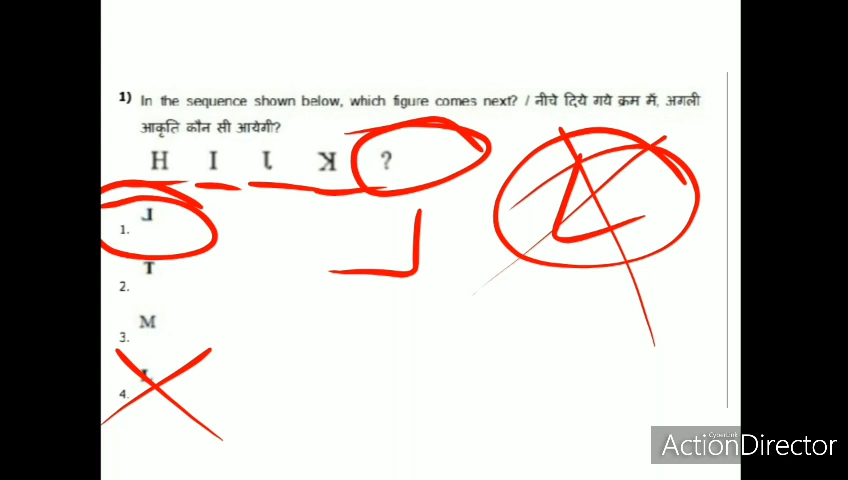 1) In the sequence shown below, which figure comes next? / नीचे दिये गये क्रम में, अगली
आकृति कौन सी आयेगी?
H I J K ?
1. L
2. T
3. M
4. L
CyberLink
ActionDirector